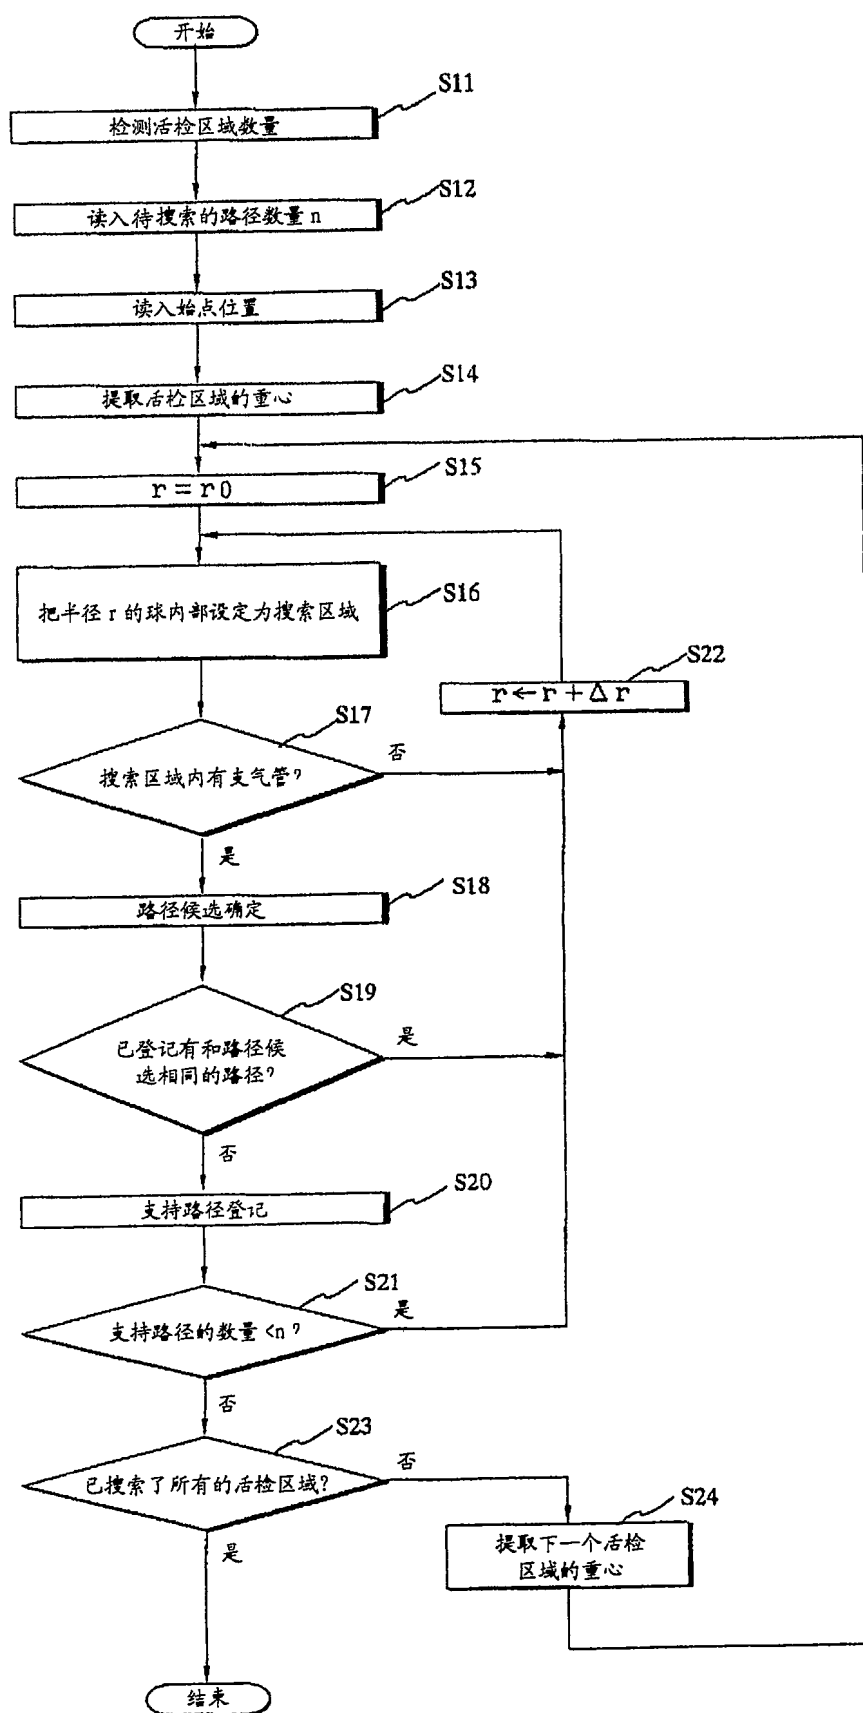 开始
S11
检测活检区域数量
S12
读入待搜索的路径数量n
S13
读入始点位置
S14
提取活检区域的重心
S15
r=r0
S16
把半径r的球内部设定为搜索区域
S22
r←r+Δr
S17
搜索区域内有支气管?
否
是
S18
路径候选确定
S19
已登记有和路径候
选相同的路径?
是
否
S20
支持路径登记
S21
支持路径的数量<n?
是
否
S23
已搜索了所有的活检区域?
否
是
S24
提取下一个活检
区域的重心
结束